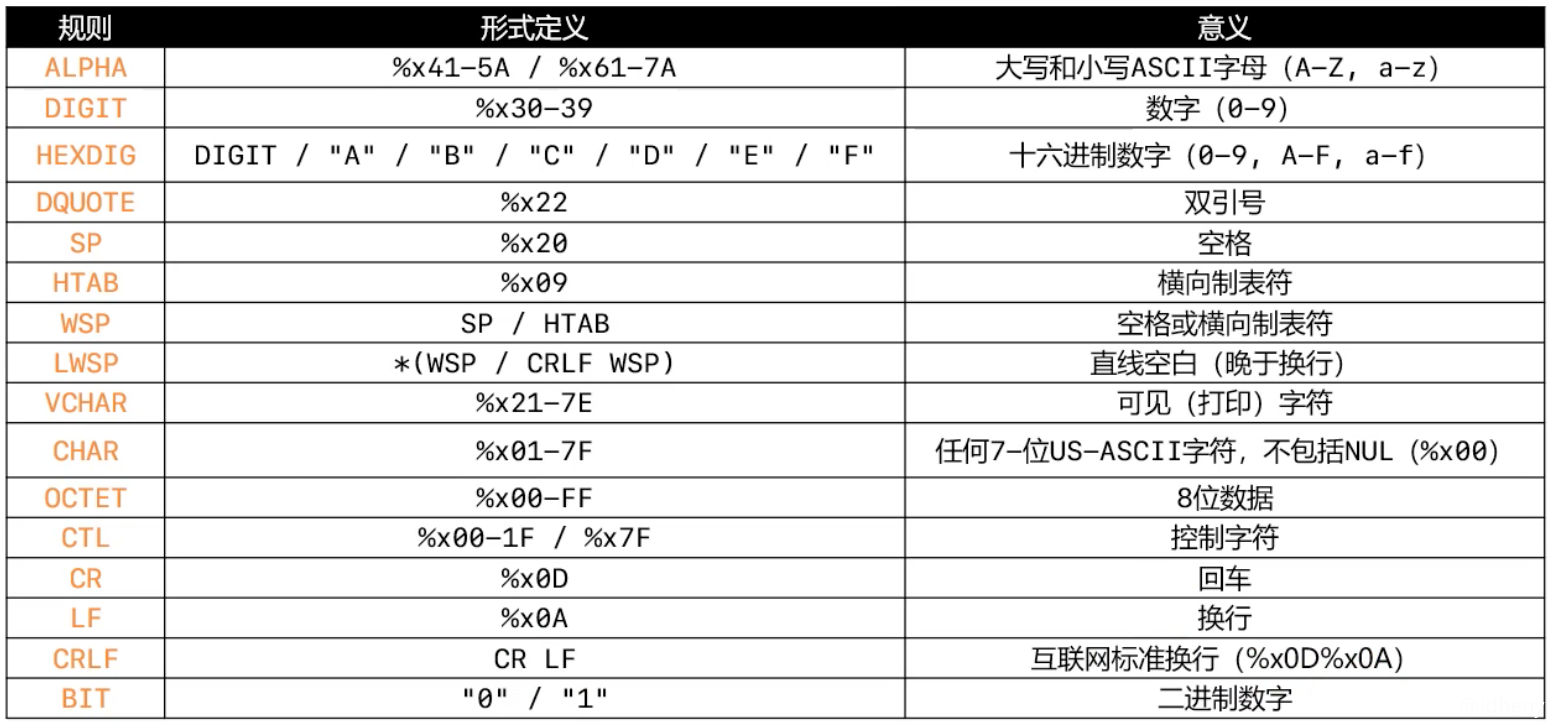 规则 形式定义 意义
ALPHA %x41-5A / %x61-7A 大写和小写ASCII字母（A-Z, a-z）
DIGIT %x30-39 数字（0-9）
HEXDIG DIGIT / "A" / "B" / "C" / "D" / "E" / "F" 十六进制数字（0-9, A-F, a-f）
DQUOTE %x22 双引号
SP %x20 空格
HTAB %x09 横向制表符
WSP SP / HTAB 空格或横向制表符
LWSP *(WSP / CRLF WSP) 直线空白（晚于换行）
VCHAR %x21-7E 可见（打印）字符
CHAR %x01-7F 任何7-位US-ASCII字符，不包括NUL（%x00）
OCTET %x00-FF 8位数据
CTL %x00-1F / %x7F 控制字符
CR %x0D 回车
LF %x0A 换行
CRLF CR LF 互联网标准换行（%x0D%x0A）
BIT "0" / "1" 二进制数字